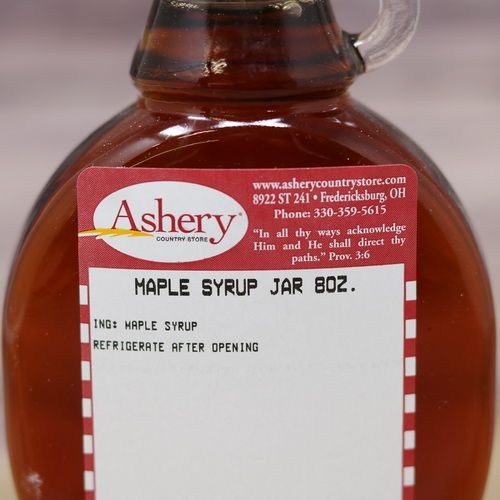 Ashery
COUNTRY STORE
www.asherycountrystore.com
8922 ST 241 • Fredericksburg, OH
Phone: 330-359-5615
“In all thy ways acknowledge
Him and He shall direct thy
paths.” Prov. 3:6
MAPLE SYRUP JAR 8OZ.
ING: MAPLE SYRUP
REFRIGERATE AFTER OPENING